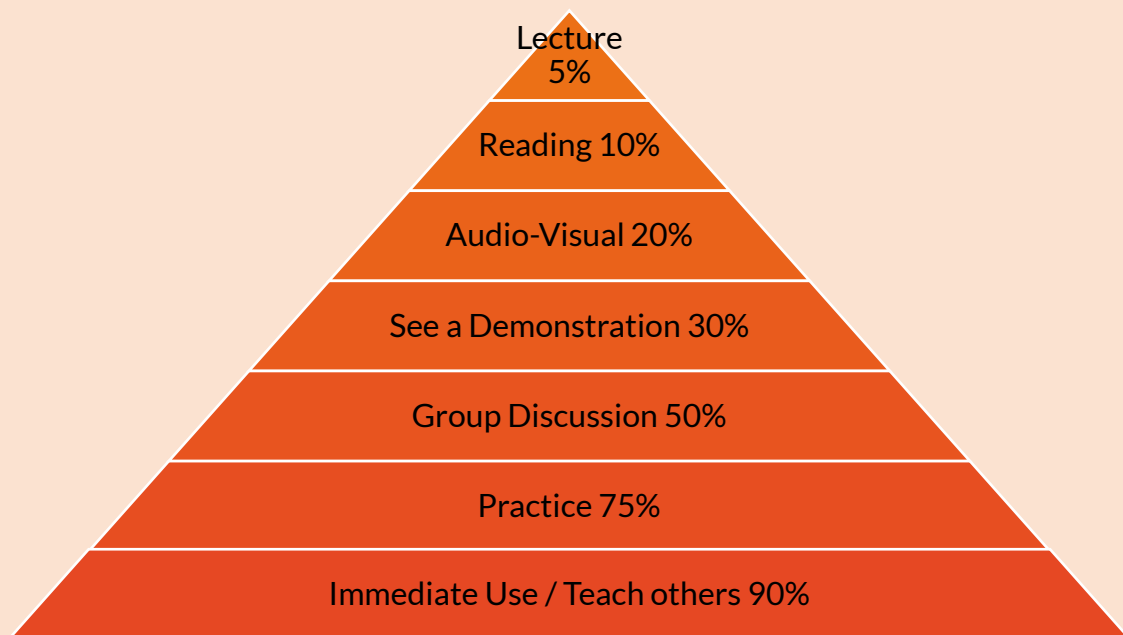 Lecture
5%
Reading 10%
Audio-Visual 20%
See a Demonstration 30%
Group Discussion 50%
Practice 75%
Immediate Use / Teach others 90%